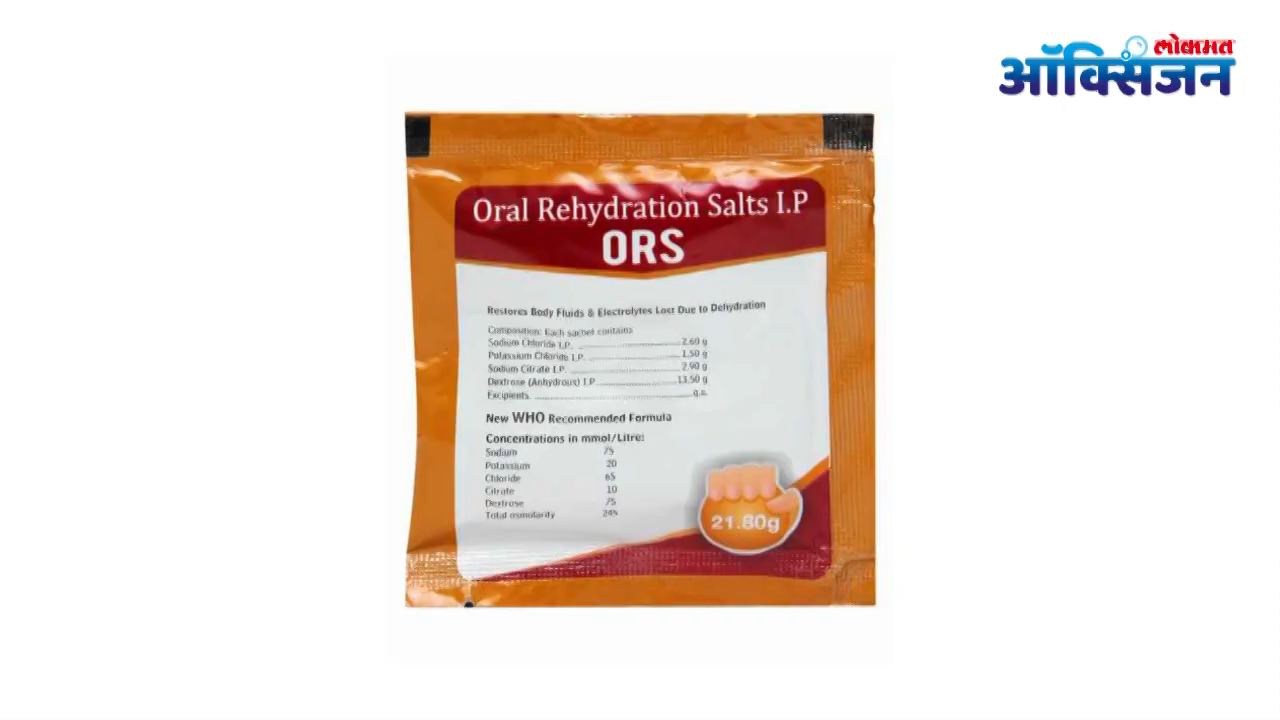 लोकमत
ऑक्सिजन
Oral Rehydration Salts I.P
ORS
Restores Body Fluids & Electrolytes Lost Due to Dehydration
Composition: Each sachet contains
Sodium Chloride I.P. 2.60 g
Potassium Chloride I.P. 1.50 g
Sodium Citrate I.P. 2.90 g
Dextrose (Anhydrous) I.P. 13.50 g
Excipients q.s.
New WHO Recommended Formula
Concentrations in mmol/Litre:
Sodium 75
Potassium 20
Chloride 65
Citrate 10
Dextrose 75
Total osmolarity 245
21.80g